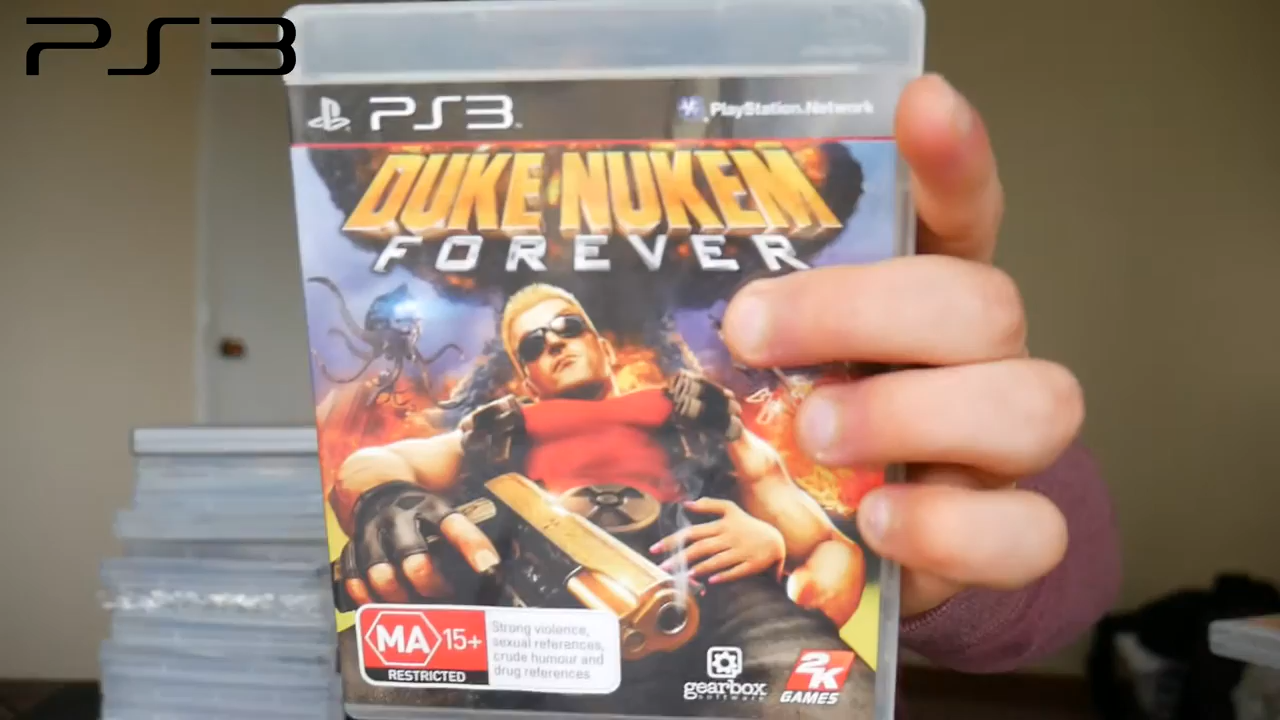 PS3
PS3
PlayStation Network
DUKE NUKEM
FOREVER
MA 15+
RESTRICTED
Strong violence,
sexual references,
crude humour and
drug references
gearbox
software
2K
GAMES